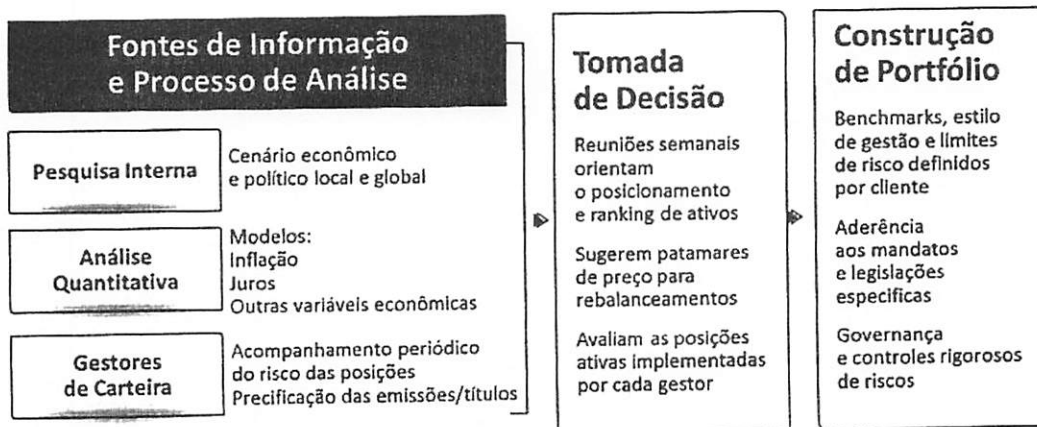 Fontes de Informação
e Processo de Análise
Pesquisa Interna
Cenário econômico
e político local e global
Análise
Quantitativa
Modelos:
Inflação
Juros
Outras variáveis econômicas
Gestores
de Carteira
Acompanhamento periódico
do risco das posições
Precificação das emissões/títulos
Tomada
de Decisão
Reuniões semanais
orientam
o posicionamento
e ranking de ativos
Sugerem patamares
de preço para
rebalanceamentos
Avaliam as posições
ativas implementadas
por cada gestor
Construção
de Portfólio
Benchmarks, estilo
de gestão e limites
de risco definidos
por cliente
Aderência
aos mandatos
e legislações
especificas
Governança
e controles rigorosos
de riscos